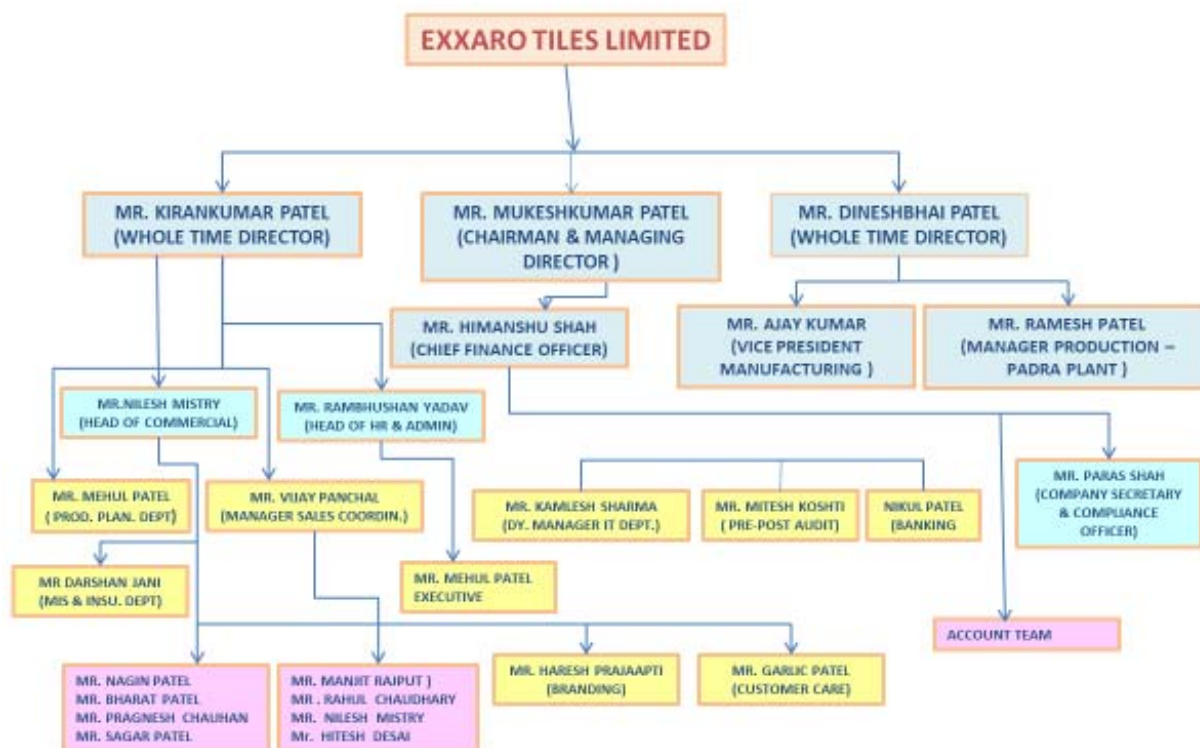 EXXARO TILES LIMITED
MR. KIRANKUMAR PATEL
(WHOLE TIME DIRECTOR)
MR. MUKESHKUMAR PATEL
(CHAIRMAN & MANAGING
DIRECTOR )
MR. DINESHBHAI PATEL
(WHOLE TIME DIRECTOR)
MR. HIMANSHU SHAH
(CHIEF FINANCE OFFICER)
MR. AJAY KUMAR
(VICE PRESIDENT
MANUFACTURING )
MR. RAMESH PATEL
(MANAGER PRODUCTION –
PADRA PLANT )
MR.NILESH MISTRY
(HEAD OF COMMERCIAL)
MR. RAMBHUSHAN YADAV
(HEAD OF HR & ADMIN)
MR. MEHUL PATEL
( PROD. PLAN. DEPT)
MR. VIJAY PANCHAL
(MANAGER SALES COORDIN.)
MR. KAMLESH SHARMA
(DY. MANAGER IT DEPT.)
MR. MITESH KOSHTI
( PRE-POST AUDIT)
NIKUL PATEL
(BANKING
MR. PARAS SHAH
(COMPANY SECRETARY
& COMPLIANCE
OFFICER)
MR DARSHAN JANI
(MIS & INSU. DEPT)
MR. MEHUL PATEL
EXECUTIVE
ACCOUNT TEAM
MR. NAGIN PATEL
MR. BHARAT PATEL
MR. PRAGNESH CHAUHAN
MR. SAGAR PATEL
MR. MANJIT RAJPUT )
MR . RAHUL CHAUDHARY
MR. NILESH MISTRY
Mr. HITESH DESAI
MR. HARESH PRAJAAPTI
(BRANDING)
MR. GARLIC PATEL
(CUSTOMER CARE)